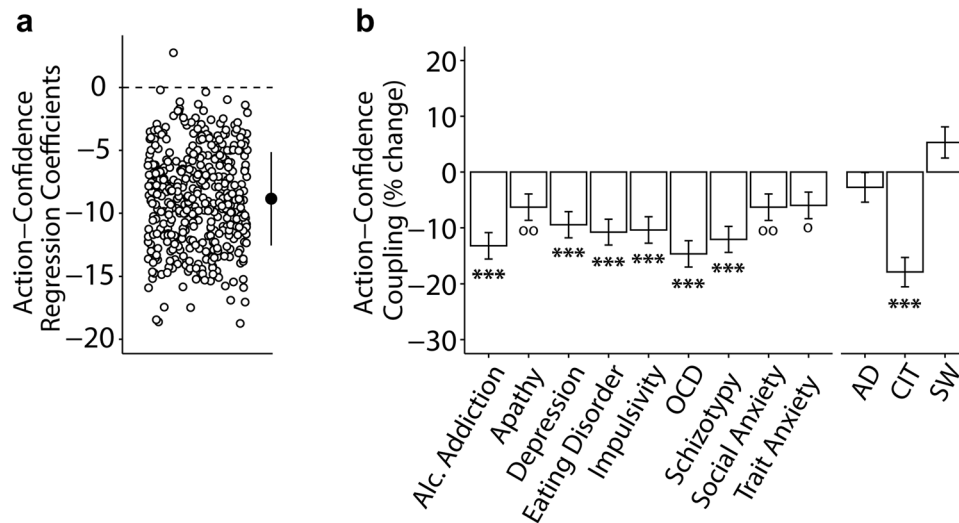 a
Action–Confidence
Regression Coefficients
0
−5
−10
−15
−20
b
Action–Confidence
Coupling (% change)
20
10
0
−10
−20
−30
***
oo
***
***
***
***
***
oo
o
***
Alc. Addiction
Apathy
Depression
Eating Disorder
Impulsivity
OCD
Schizotypy
Social Anxiety
Trait Anxiety
AD
CIT
SW